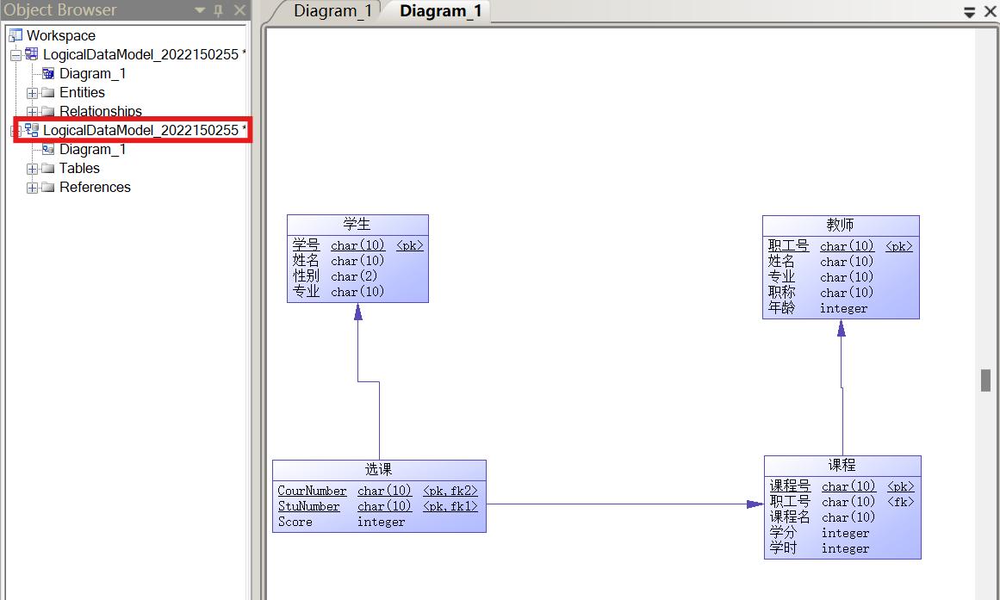 Object Browser
Workspace
LogicalDataModel_2022150255 *
Diagram_1
Entities
Relationships
LogicalDataModel_2022150255 *
Diagram_1
Tables
References
Diagram_1
Diagram_1
学生
学号 char(10) <pk>
姓名 char(10)
性别 char(2)
专业 char(10)
教师
职工号 char(10) <pk>
姓名 char(10)
专业 char(10)
职称 char(10)
年龄 integer
选课
CourNumber char(10) <pk,fk2>
StuNumber char(10) <pk,fk1>
Score integer
课程
课程号 char(10) <pk>
职工号 char(10) <fk>
课程名 char(10)
学分 integer
学时 integer